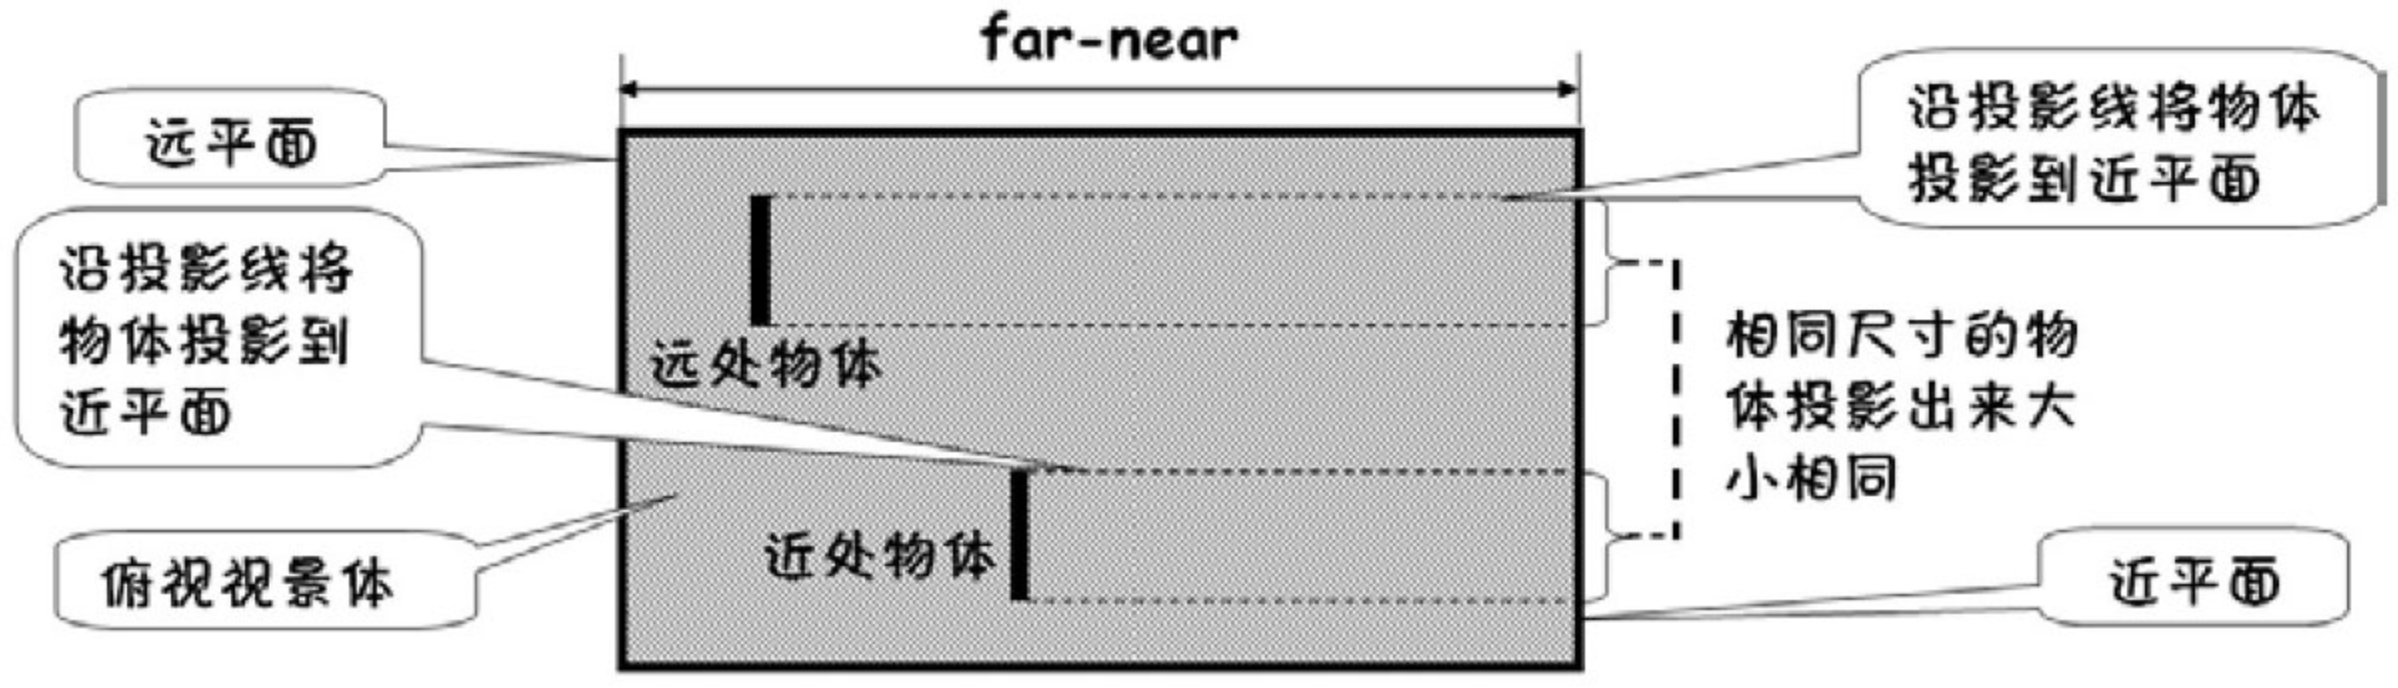 far-near
远平面
沿投影线将物体
投影到近平面
沿投影线将
物体投影到
近平面
远处物体
相同尺寸的物
体投影出来大
小相同
近处物体
俯视视景体
近平面